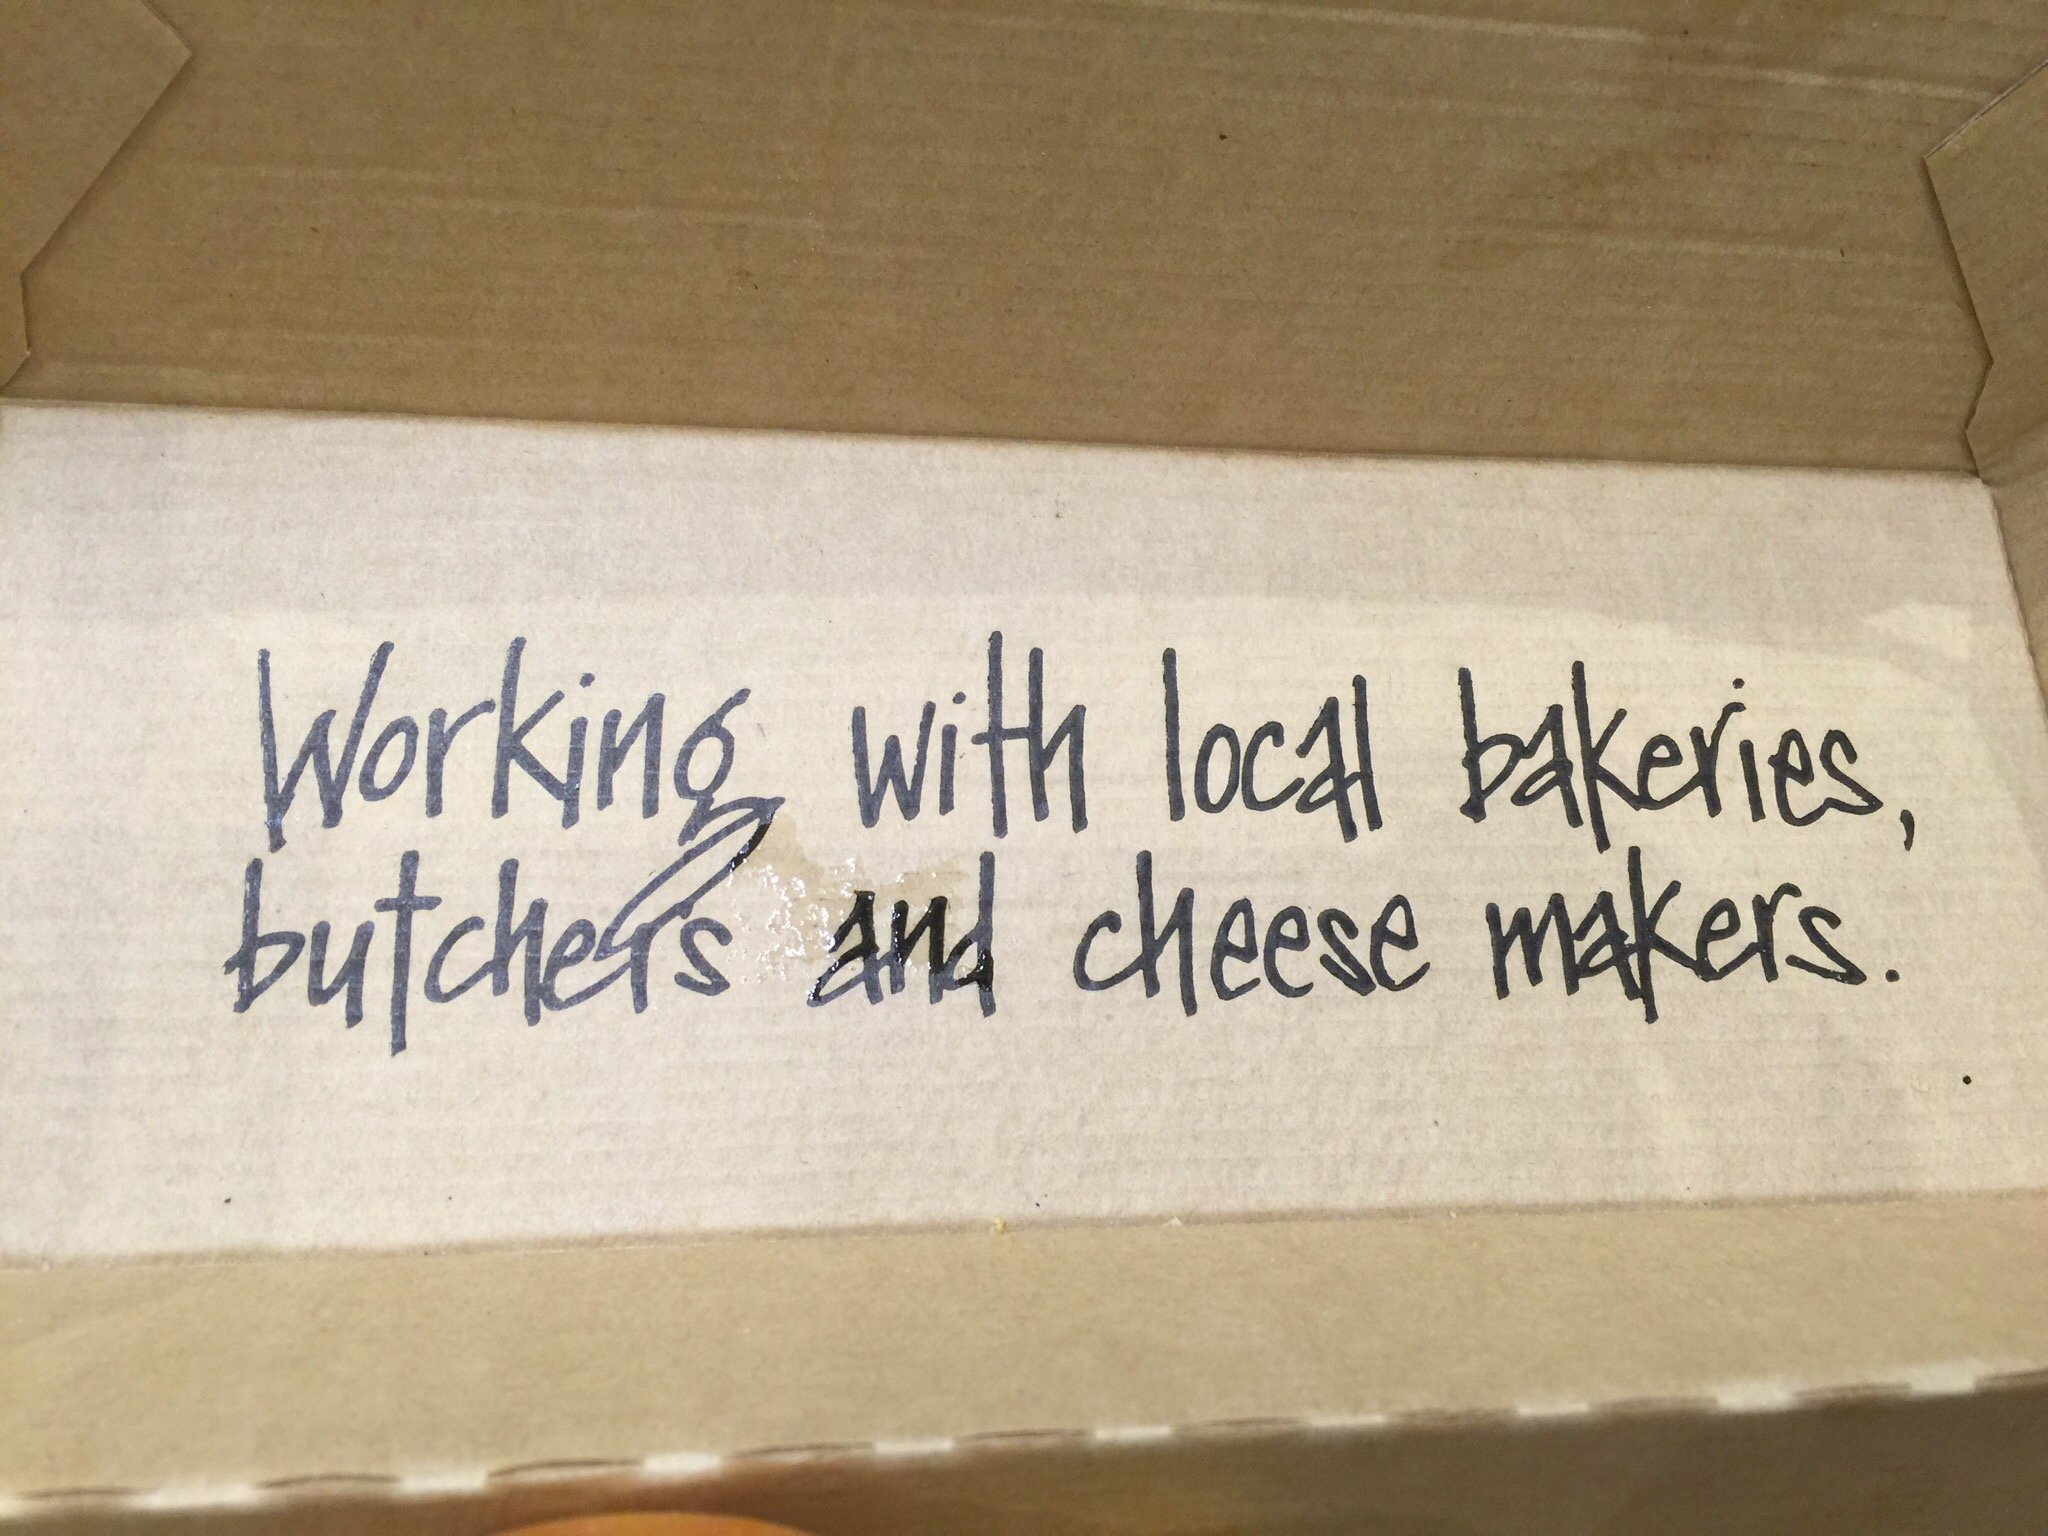 Working with local bakeries,
butchers and cheese makers.